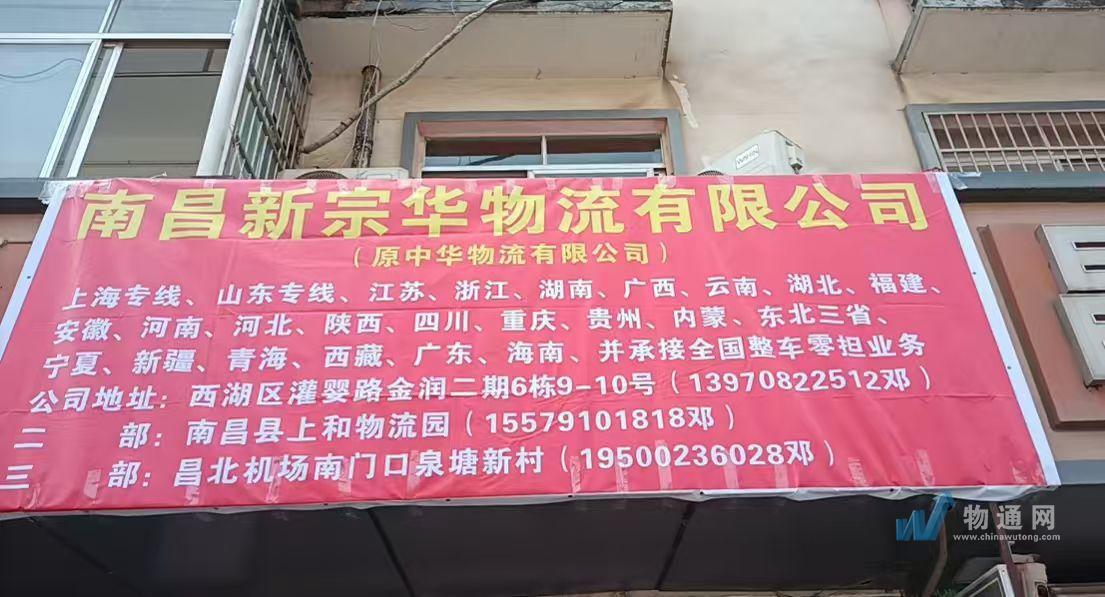 南昌新宗华物流有限公司
（原中华物流有限公司）
上海专线、山东专线、江苏、浙江、湖南、广西、云南、湖北、福建、
安徽、河南、河北、陕西、四川、重庆、贵州、内蒙、东北三省、
宁夏、新疆、青海、西藏、广东、海南、并承接全国整车零担业务
公司地址：西湖区灌婴路金润二期6栋9-10号（13970822512邓）
二 部：南昌县上和物流园（15579101818邓）
三 部：昌北机场南门口泉塘新村（19500236028邓）
物通网
www.chinawutong.com